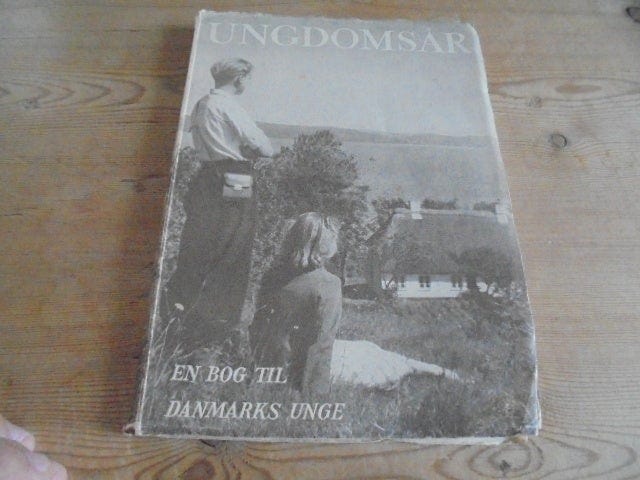 UNGDOMSÅR
EN BOG TIL
DANMARKS UNGE